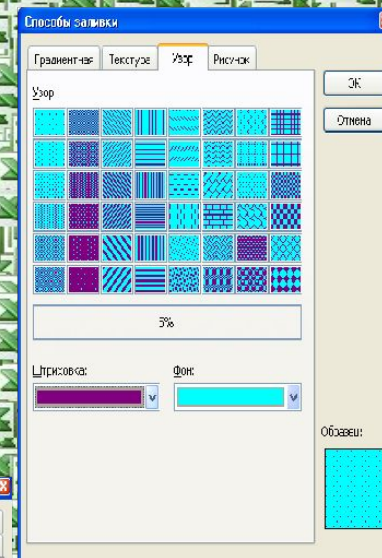 Способы заливки
Градиентная Текстура Узор Рисунок
ОК
Узор
Отмена
5%
Штриховка: Фон:
Образец: